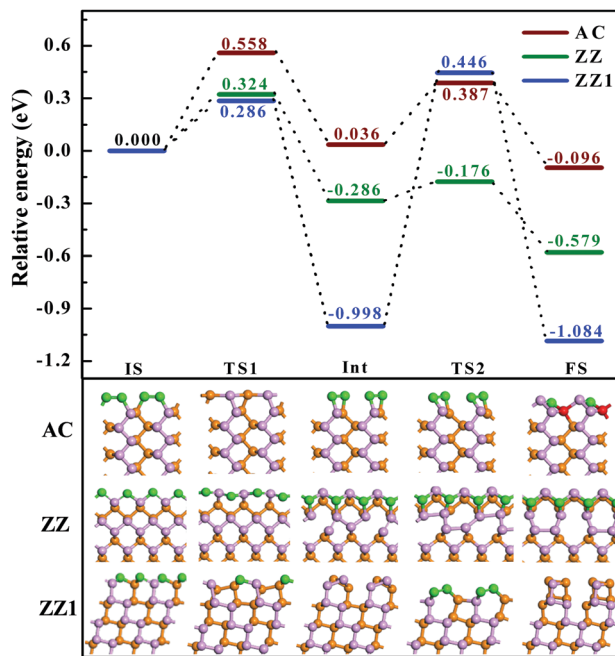 Relative energy (eV)
0.6
0.3
0.0
-0.3
-0.6
-0.9
-1.2
AC
ZZ
ZZ1
0.000
0.558
0.324
0.286
0.036
-0.286
-0.998
0.446
0.387
-0.176
-0.096
-0.579
-1.084
IS TS1 Int TS2 FS
AC
ZZ
ZZ1